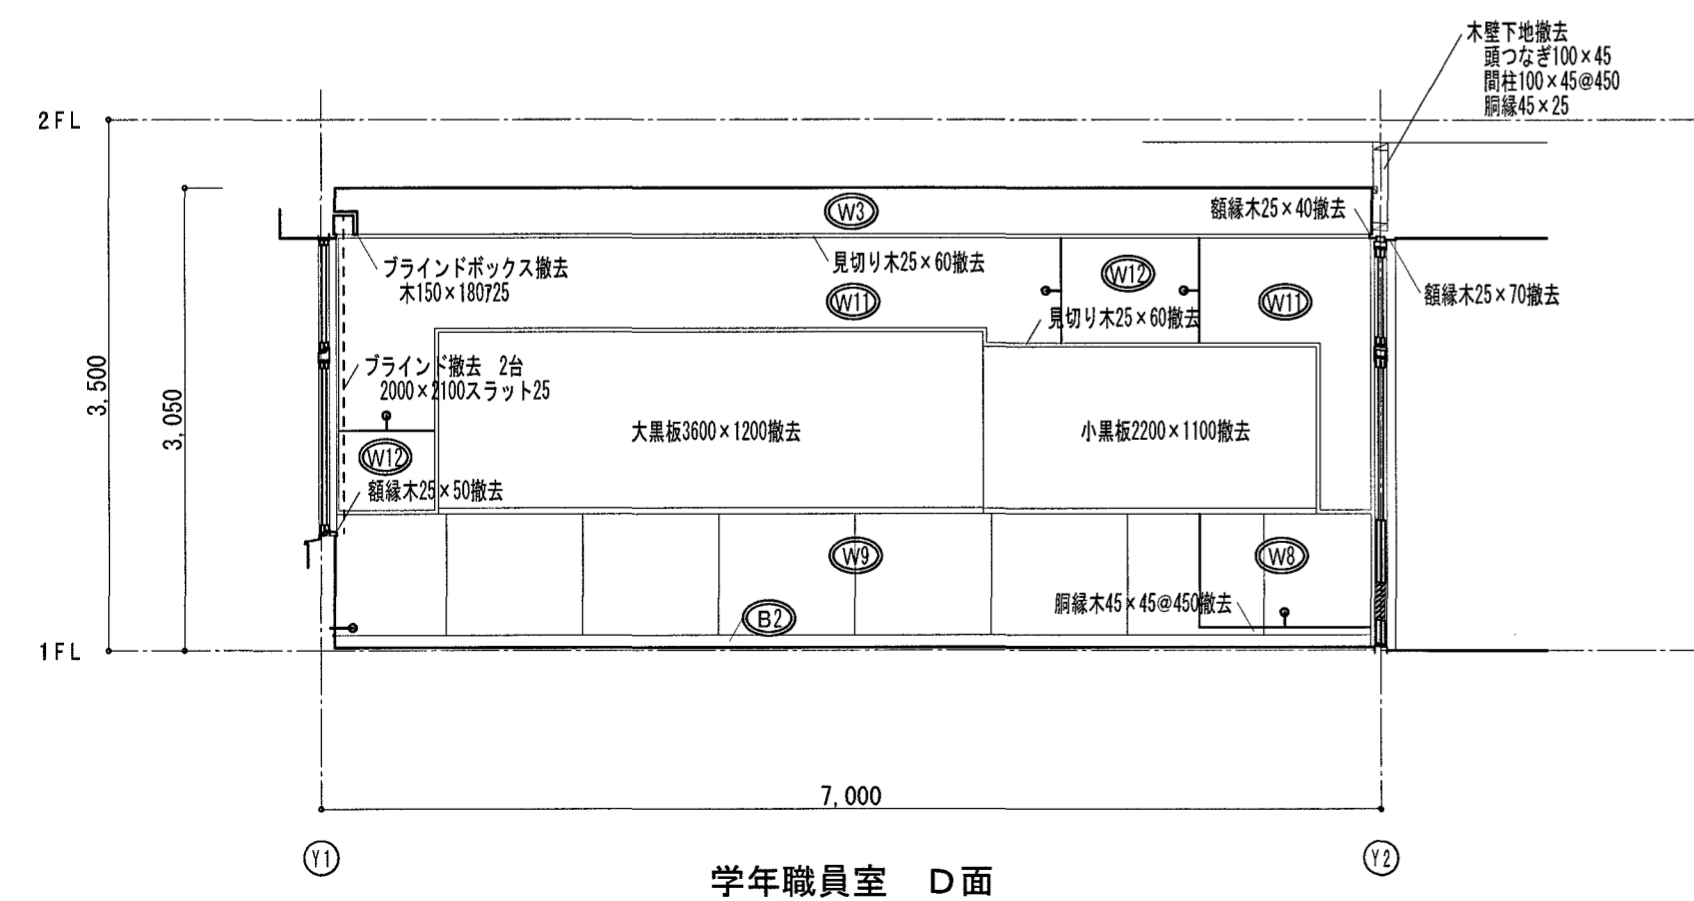 木壁下地撤去
頭つなぎ100×45
間柱100×45@450
胴縁45×25
2FL
W3
額縁木25×40撤去
ブラインドボックス撤去
木150×180ｱ25
見切り木25×60撤去
W11
W12
W11
額縁木25×70撤去
見切り木25×60撤去
ブラインド撤去 2台
2000×2100スラット25
3,500
3,050
大黒板3600×1200撤去
小黒板2200×1100撤去
W12
額縁木25×50撤去
W9
W8
胴縁木45×45@450撤去
B2
1FL
7,000
Y1
Y2
学年職員室 D面